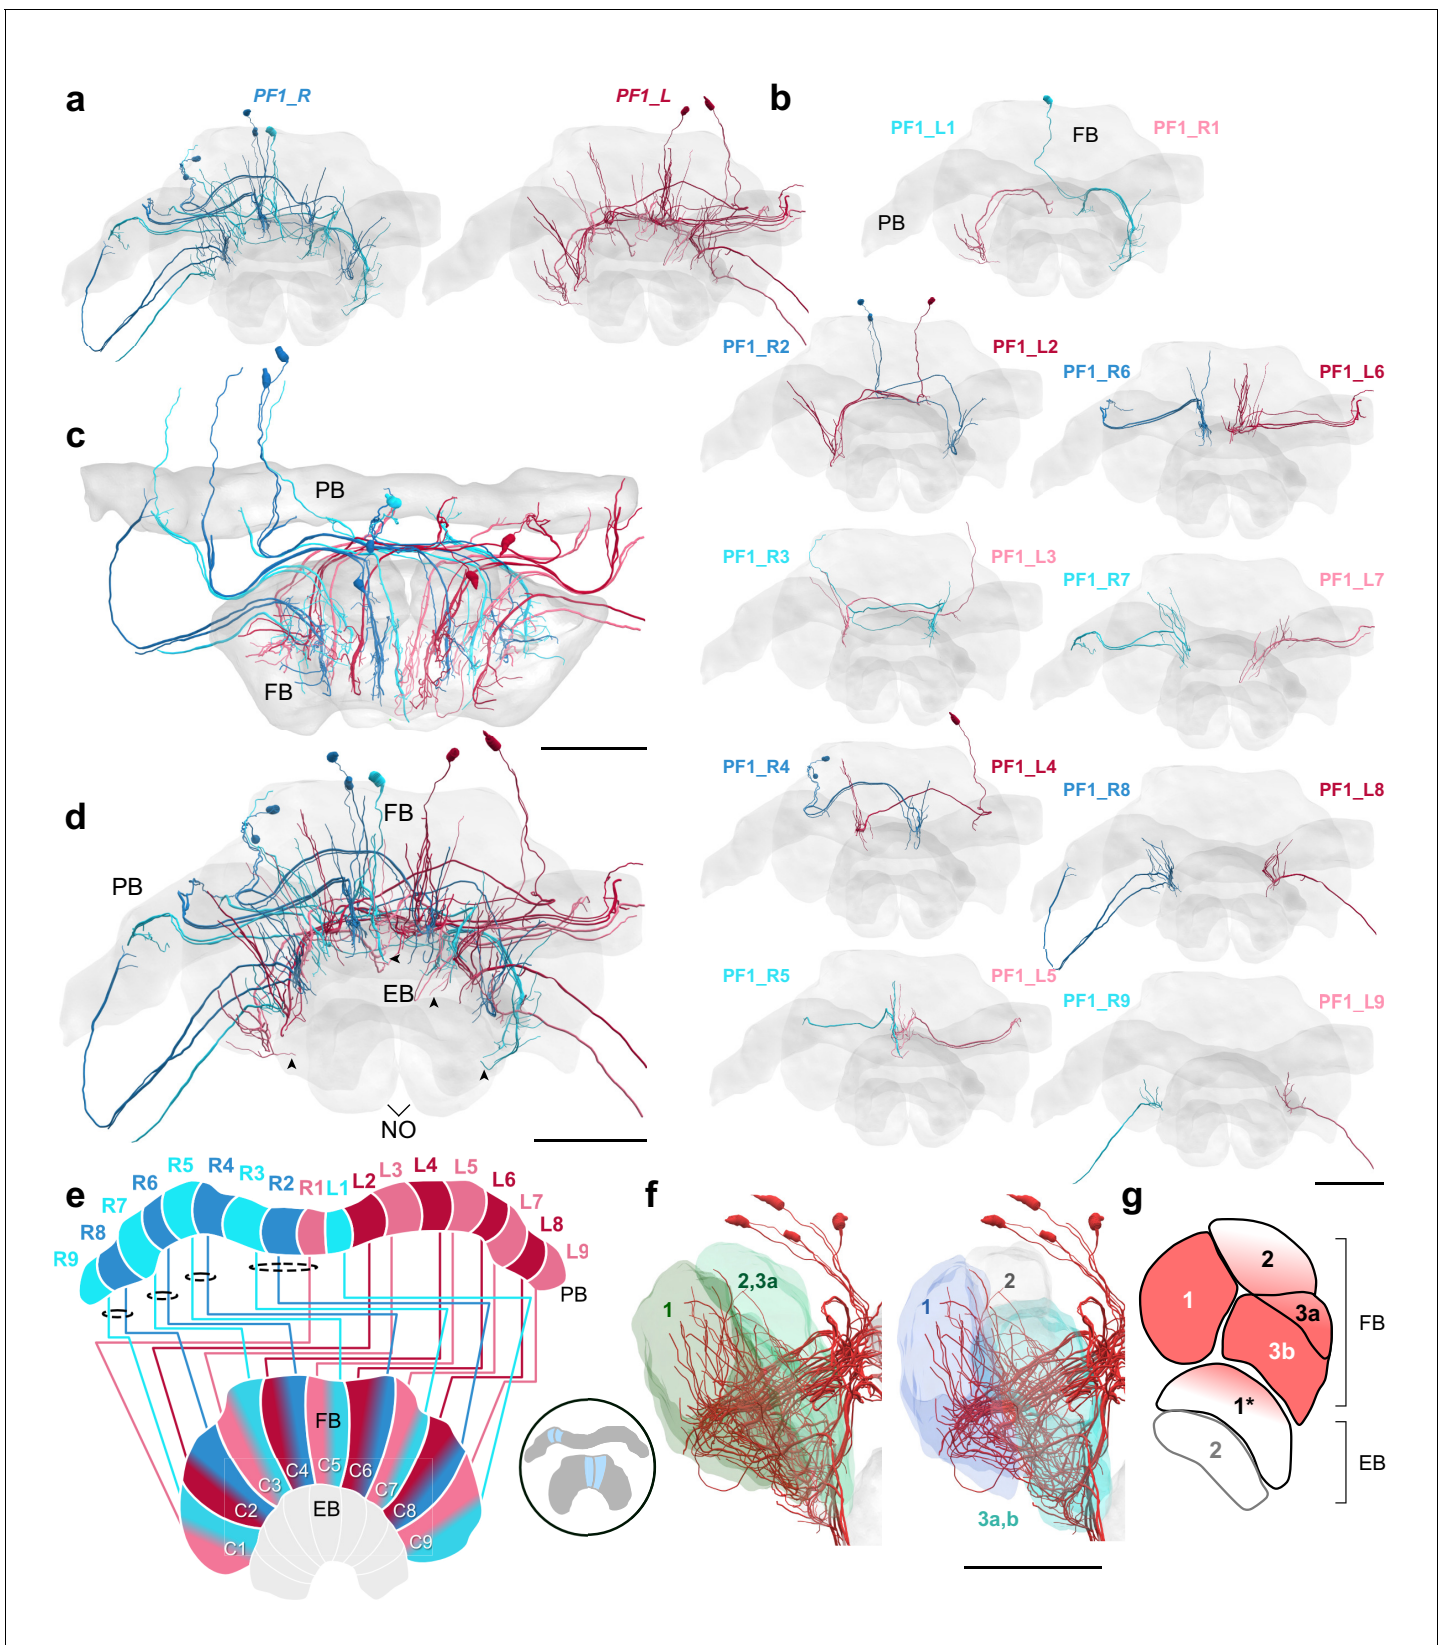 a
PF1_R
PF1_L
b
PF1_L1
FB
PF1_R1
PB
PF1_R2
PF1_L2
PF1_R6
PF1_L6
PF1_R3
PF1_L3
PF1_R7
PF1_L7
PF1_R4
PF1_L4
PF1_R8
PF1_L8
PF1_R5
PF1_L5
PF1_R9
PF1_L9
c
PB
FB
d
FB
PB
EB
NO
e
R9 R8 R7 R6 R5 R4 R3 R2 R1 L1 L2 L3 L4 L5 L6 L7 L8 L9
PB
FB
C1 C2 C3 C4 C5 C6 C7 C8 C9
EB
f
1
2,3a
1
2
3a,b
g
2
1
3a
3b
FB
1*
2
EB